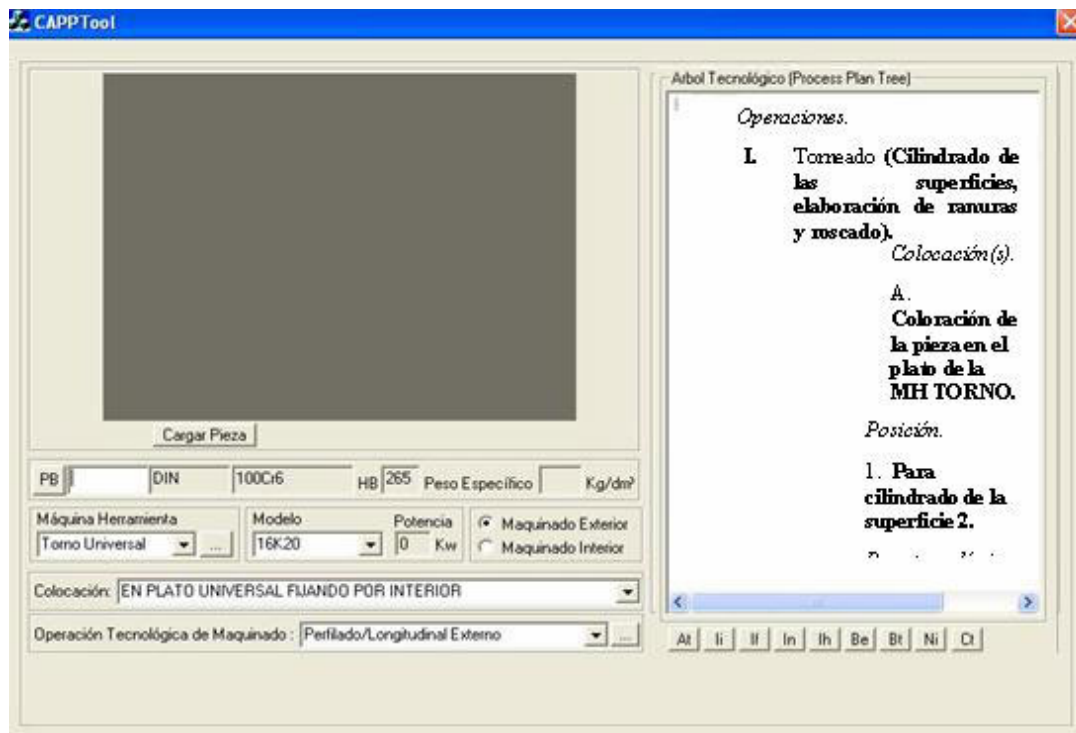 CAPPTool
Cargar Pieza
PB DIN 100Cr6 HB 265 Peso Específico Kg/dm³
Máquina Herramienta Modelo Potencia
Torno Universal ... 16K20 0 Kw
Maquinado Exterior
Maquinado Interior
Colocación: EN PLATO UNIVERSAL FIJANDO POR INTERIOR
Operación Tecnológica de Maquinado : Perfilado/Longitudinal Externo ...
Arbol Tecnológico (Process Plan Tree)
Operaciones.
I. Torneado (Cilindrado de
las superficies,
elaboración de ranuras
y roscado).
Colocación(s).
A.
Coloración de
la pieza en el
plato de la
MH TORNO.
Posición.
1. Para
cilindrado de la
superficie 2.
At Ii If In Ih Be Bt Ni Ct